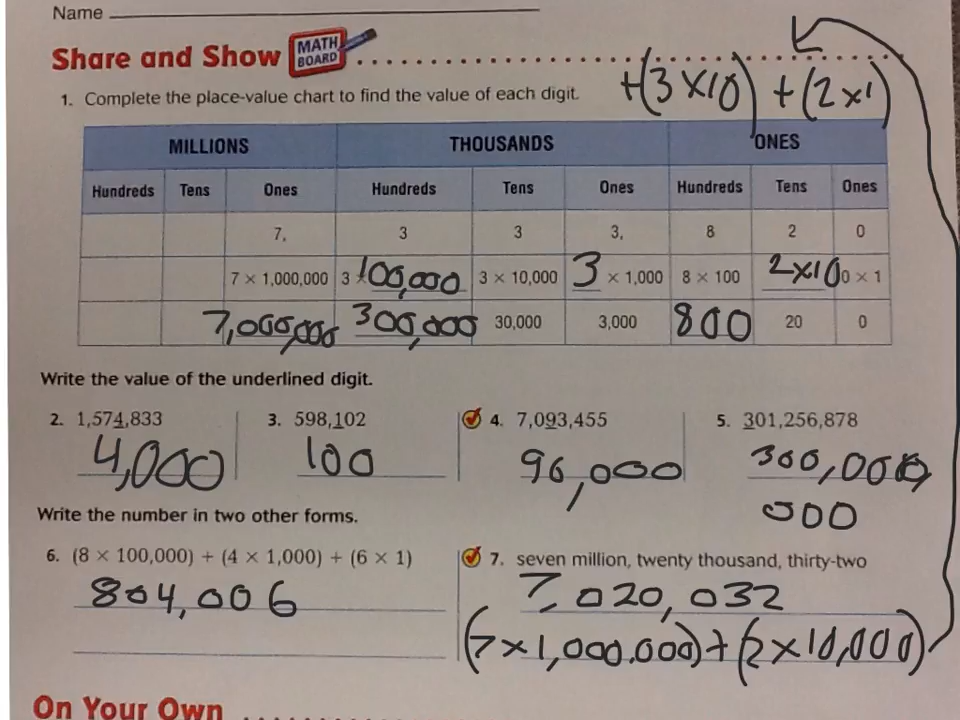 Name
Share and Show MATH BOARD
+(3 x10) + (2 x1)
1. Complete the place-value chart to find the value of each digit.
MILLIONS THOUSANDS ONES
Hundreds Tens Ones Hundreds Tens Ones Hundreds Tens Ones
7, 3 3 3, 8 2 0
7 × 1,000,000 3 × 100,000 3 × 10,000 3 × 1,000 8 × 100 2x10 0 × 1
7,000,000 300,000 30,000 3,000 800 20 0
Write the value of the underlined digit.
2. 1,574,833 3. 598,102 4. 7,093,455 5. 301,256,878
4,000 100 90,000 300,000,
000
Write the number in two other forms.
6. (8 × 100,000) + (4 × 1,000) + (6 × 1) 7. seven million, twenty thousand, thirty-two
804,006 7,020,032
(7 x 1,000,000) + (2 x 10,000)
On Your Own